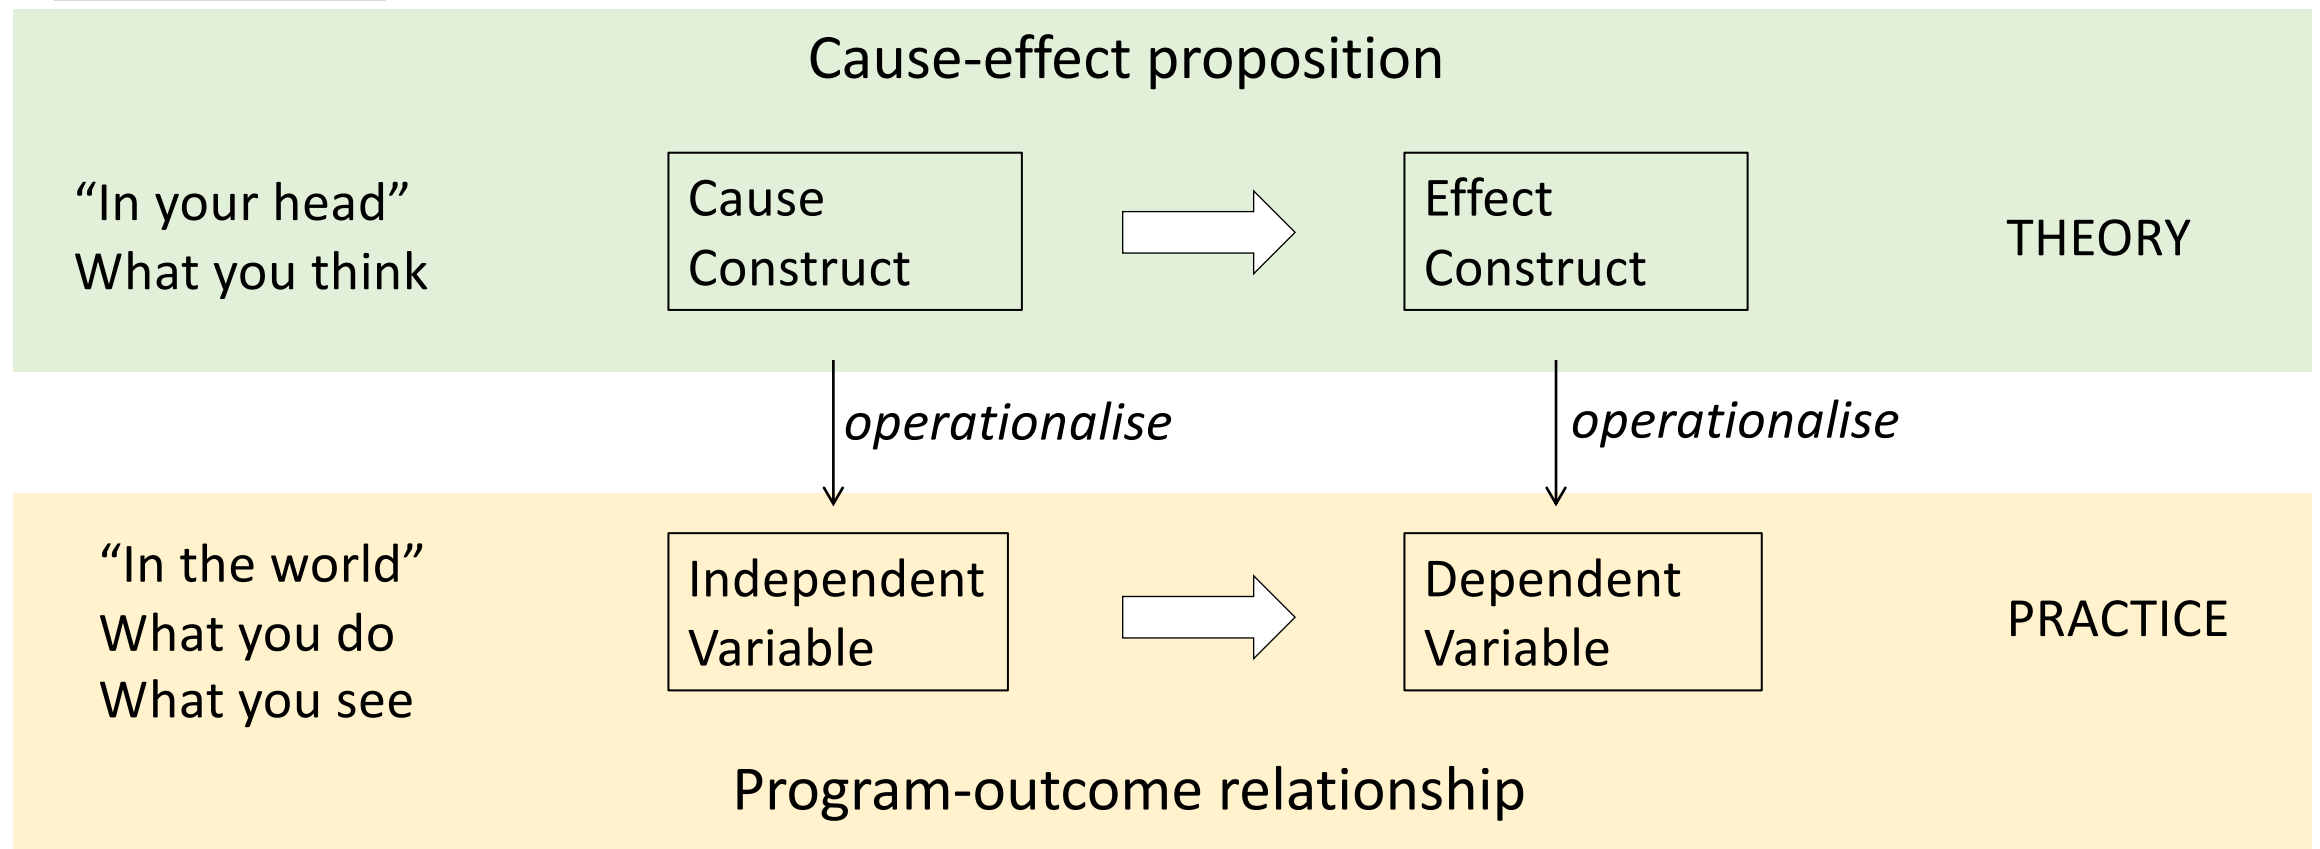 Cause-effect proposition
“In your head”
What you think
Cause
Construct
Effect
Construct
THEORY
operationalise
operationalise
“In the world”
What you do
What you see
Independent
Variable
Dependent
Variable
PRACTICE
Program-outcome relationship